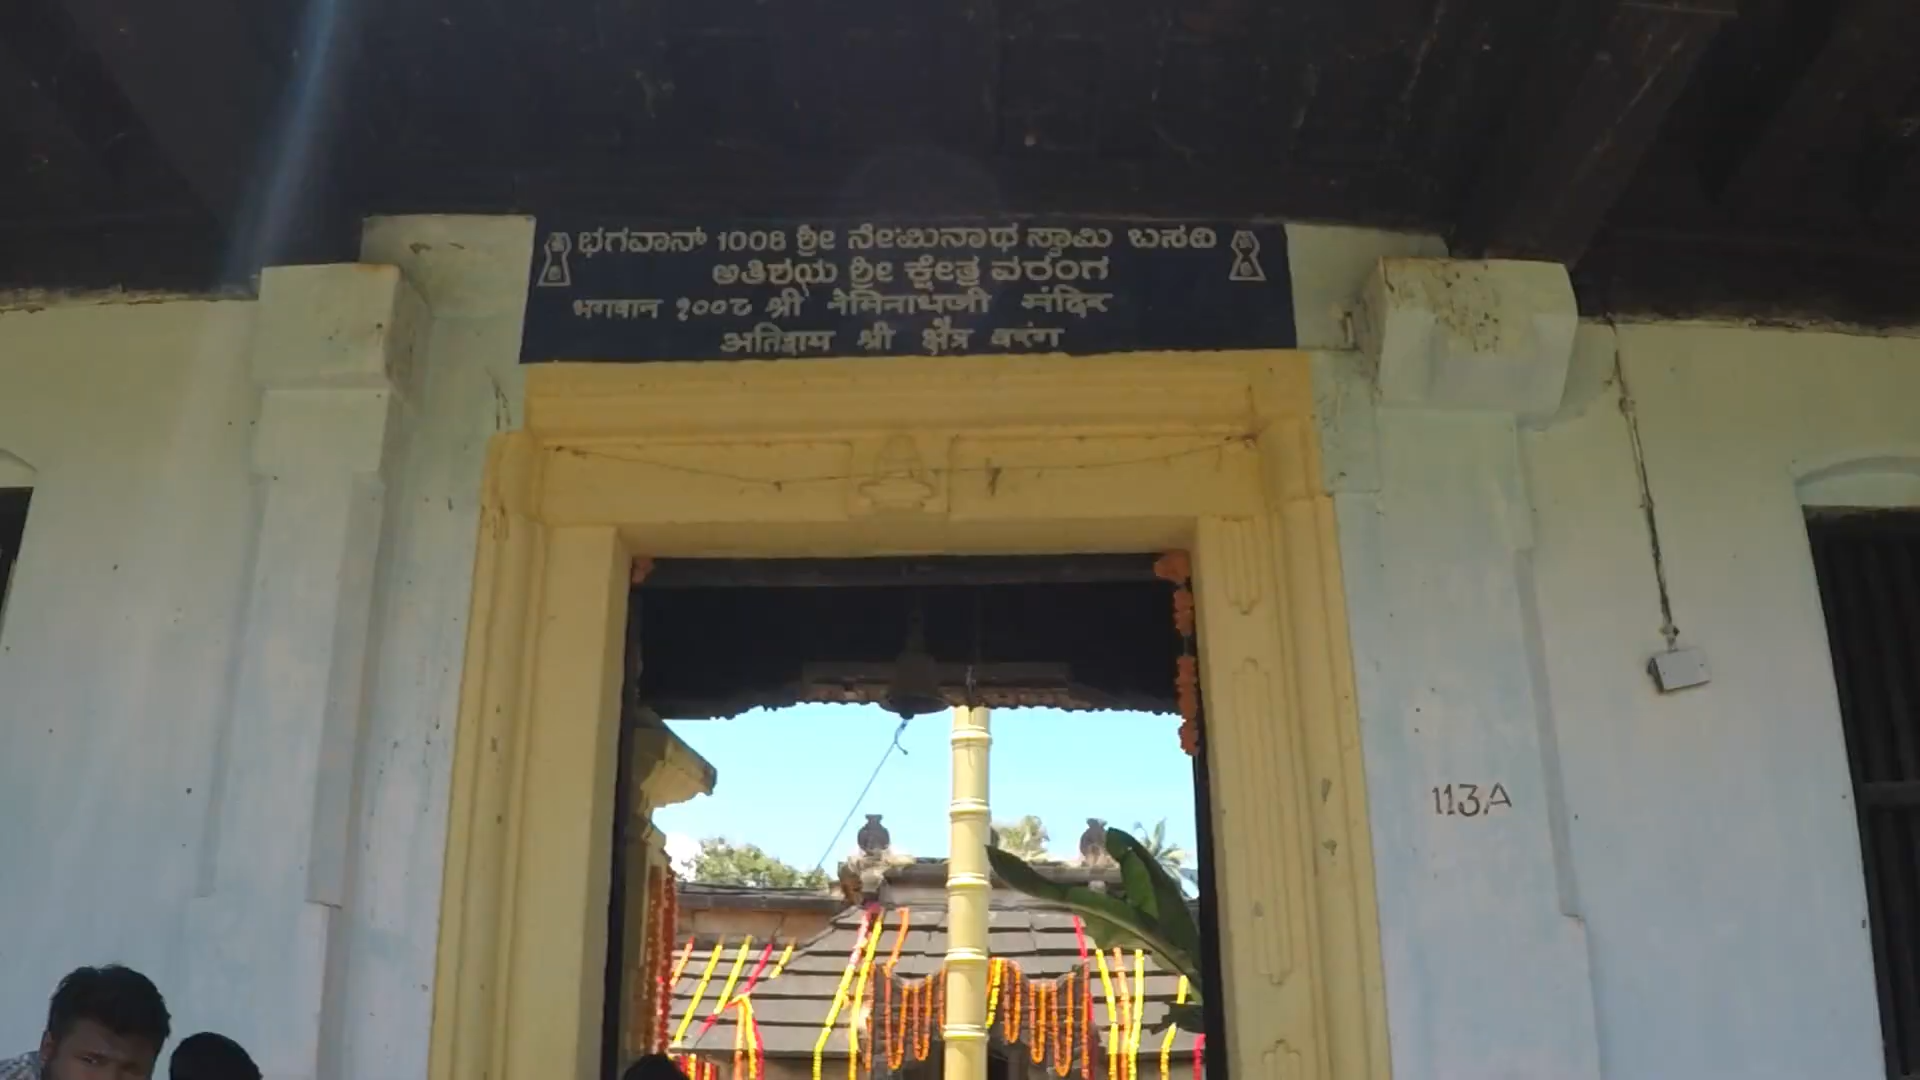 ಭಗವಾನ್ 1008 ಶ್ರೀ ನೇಮಿನಾಥ ಸ್ವಾಮಿ ಬಸದಿ
ಅತಿಶಯ ಶ್ರೀ ಕ್ಷೇತ್ರ ವರಂಗ
भगवान १००८ श्री नेमिनाथजी मंदिर
अतिशय श्री क्षेत्र वरंग
113A